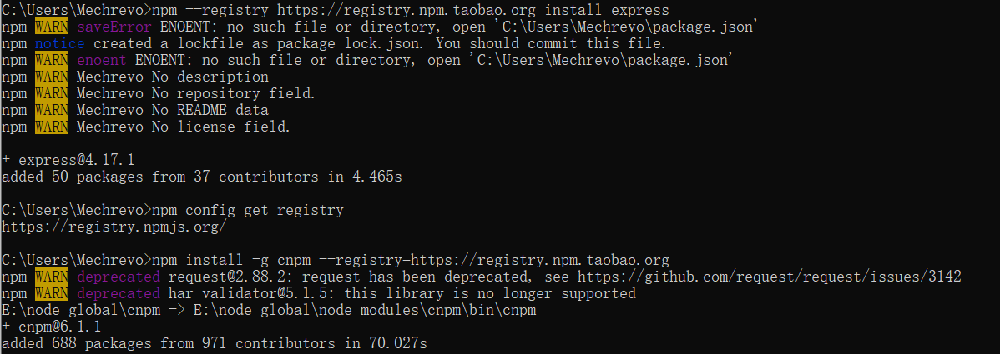 C:\Users\Mechrevo>npm --registry https://registry.npm.taobao.org install express
npm WARN saveError ENOENT: no such file or directory, open 'C:\Users\Mechrevo\package.json'
npm notice created a lockfile as package-lock.json. You should commit this file.
npm WARN enoent ENOENT: no such file or directory, open 'C:\Users\Mechrevo\package.json'
npm WARN Mechrevo No description
npm WARN Mechrevo No repository field.
npm WARN Mechrevo No README data
npm WARN Mechrevo No license field.
+ express@4.17.1
added 50 packages from 37 contributors in 4.465s
C:\Users\Mechrevo>npm config get registry
https://registry.npmjs.org/
C:\Users\Mechrevo>npm install -g cnpm --registry=https://registry.npm.taobao.org
npm WARN deprecated request@2.88.2: request has been deprecated, see https://github.com/request/request/issues/3142
npm WARN deprecated har-validator@5.1.5: this library is no longer supported
E:\node_global\cnpm -> E:\node_global\node_modules\cnpm\bin\cnpm
+ cnpm@6.1.1
added 688 packages from 971 contributors in 70.027s